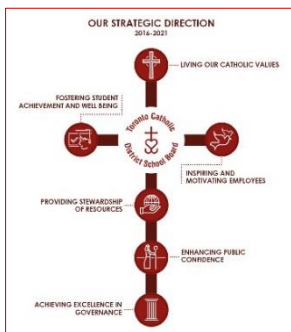 OUR STRATEGIC DIRECTION
2016-2021
LIVING OUR CATHOLIC VALUES
FOSTERING STUDENT
ACHIEVEMENT AND WELL BEING
Toronto Catholic
District School Board
INSPIRING AND
MOTIVATING EMPLOYEES
PROVIDING STEWARDSHIP
OF RESOURCES
ENHANCING PUBLIC
CONFIDENCE
ACHIEVING EXCELLENCE IN
GOVERNANCE